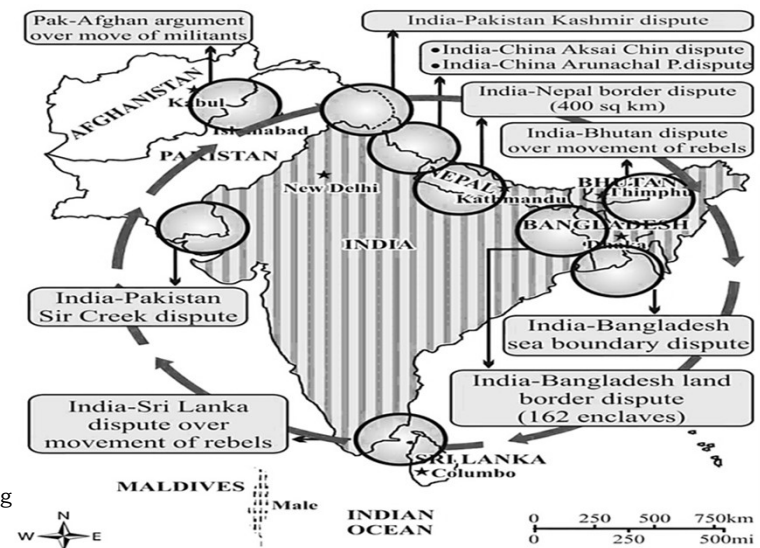 Pak-Afghan argument
over move of militants
India-Pakistan Kashmir dispute
•India-China Aksai Chin dispute
•India-China Arunachal P.dispute
India-Nepal border dispute
(400 sq km)
India-Bhutan dispute
over movement of rebels
AFGHANISTAN
Kabul
Islamabad
PAKISTAN
New Delhi
NEPAL
Kathmandu
BHUTAN
Thimphu
INDIA
BANGLADESH
Dhaka
India-Pakistan
Sir Creek dispute
India-Bangladesh
sea boundary dispute
India-Bangladesh land
border dispute
(162 enclaves)
India-Sri Lanka
dispute over
movement of rebels
SRI LANKA
Columbo
MALDIVES
Male
INDIAN
OCEAN
g
N
W E
0 250 500 750km
0 250 500mi